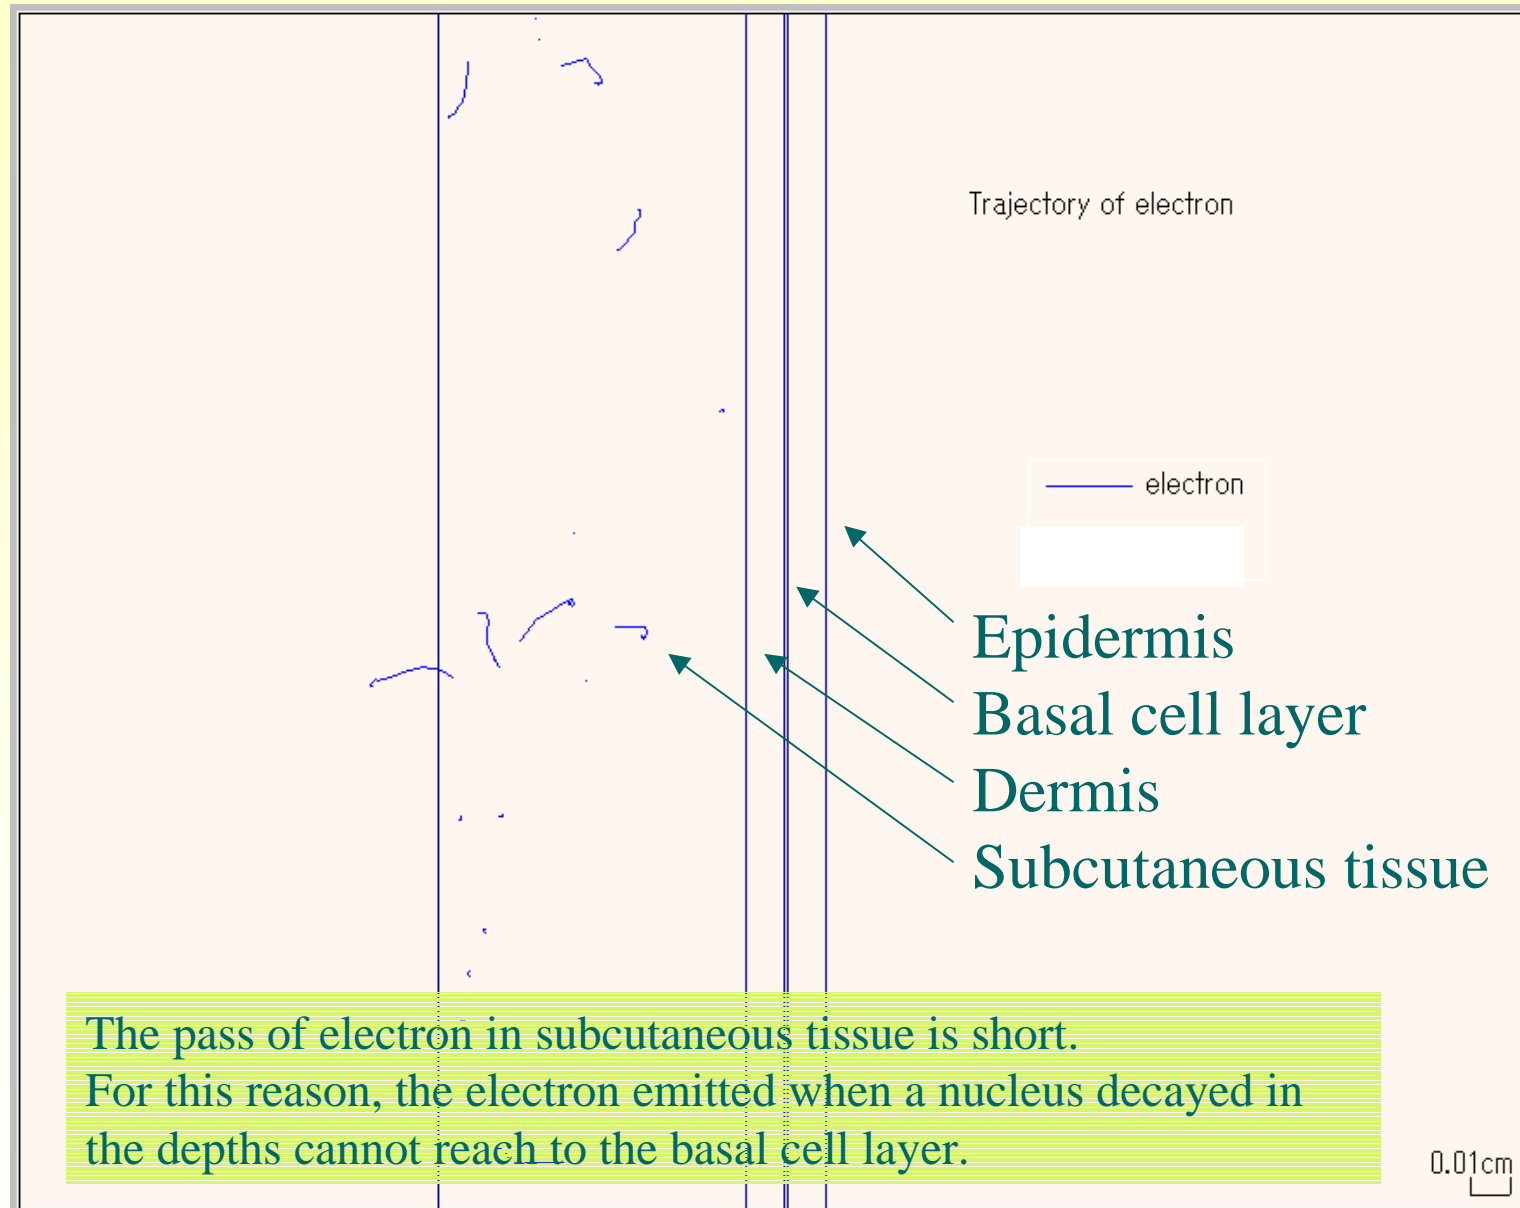 Trajectory of electron
electron
Epidermis
Basal cell layer
Dermis
Subcutaneous tissue
The pass of electron in subcutaneous tissue is short.
For this reason, the electron emitted when a nucleus decayed in
the depths cannot reach to the basal cell layer.
0.01cm